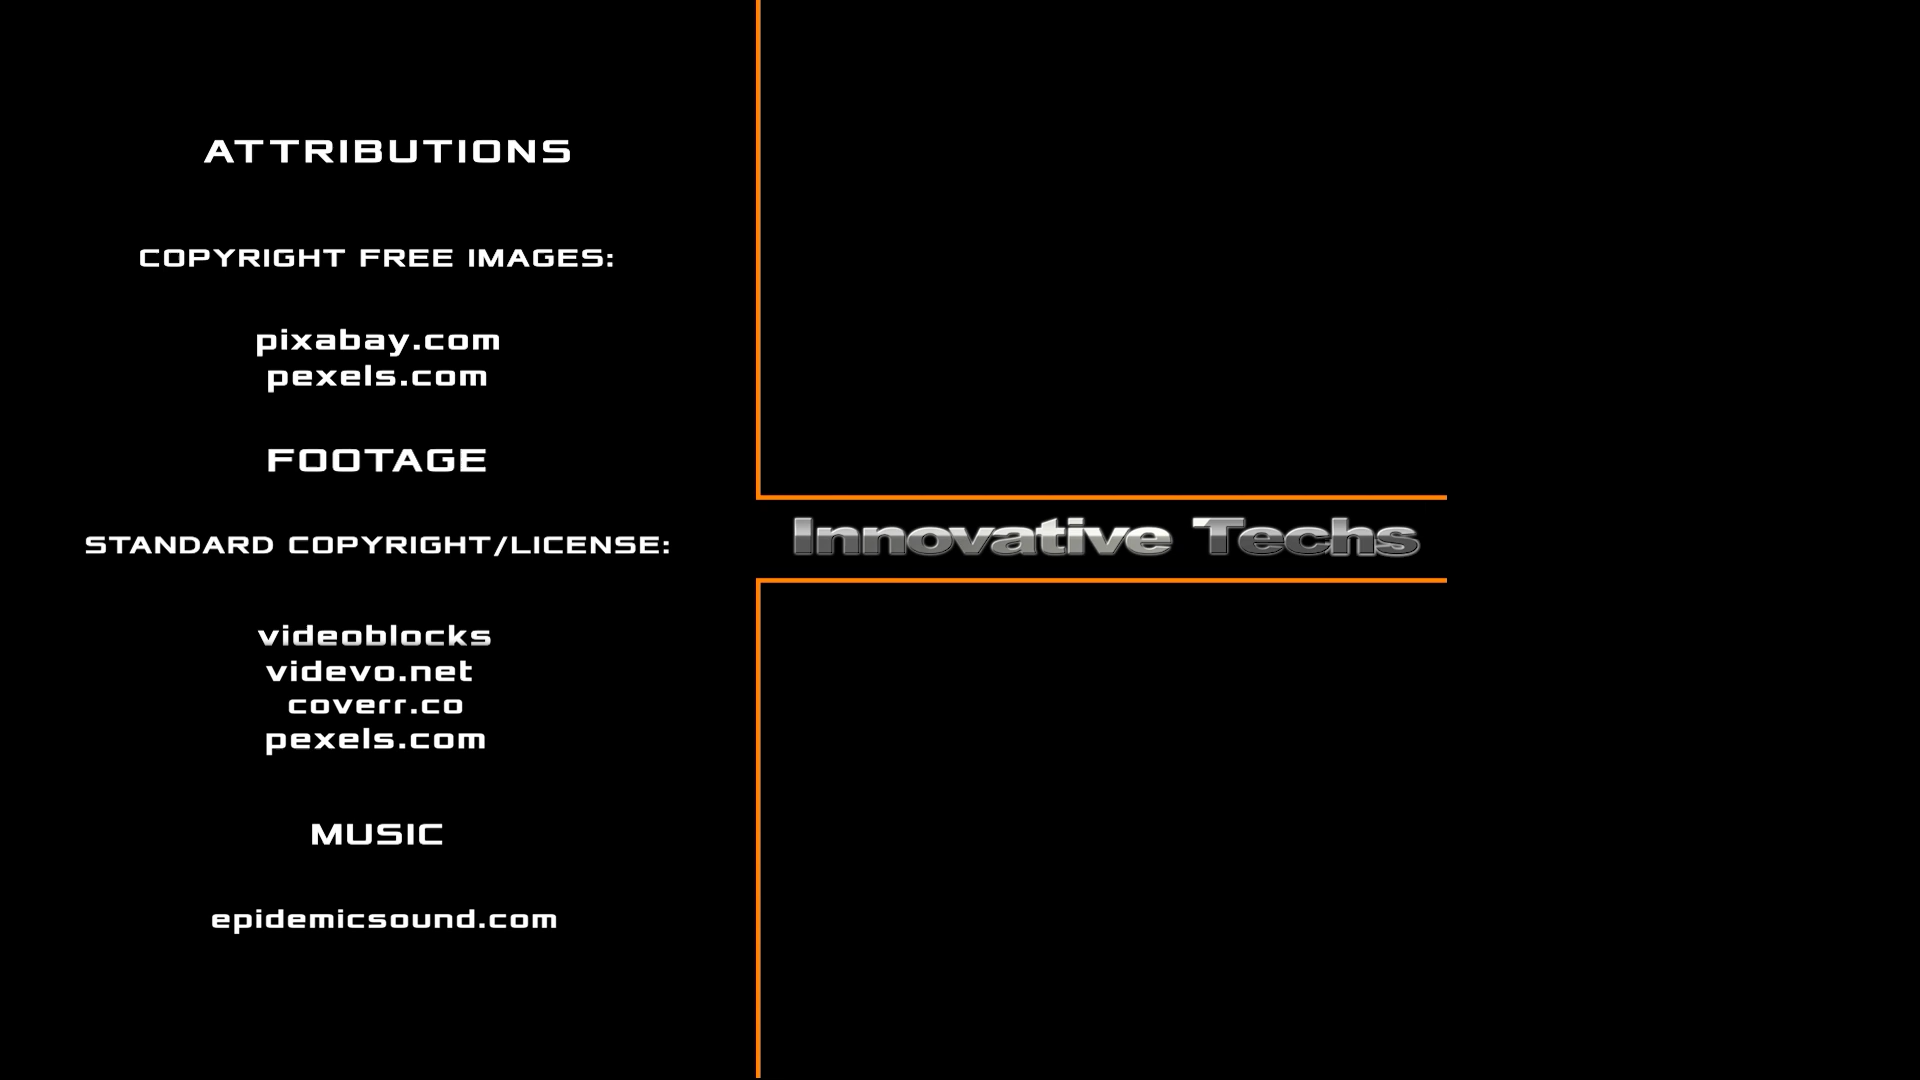 ATTRIBUTIONS
COPYRIGHT FREE IMAGES:
pixabay.com
pexels.com
FOOTAGE
STANDARD COPYRIGHT/LICENSE:
videoblocks
videvo.net
coverr.co
pexels.com
MUSIC
epidemicsound.com
Innovative Techs